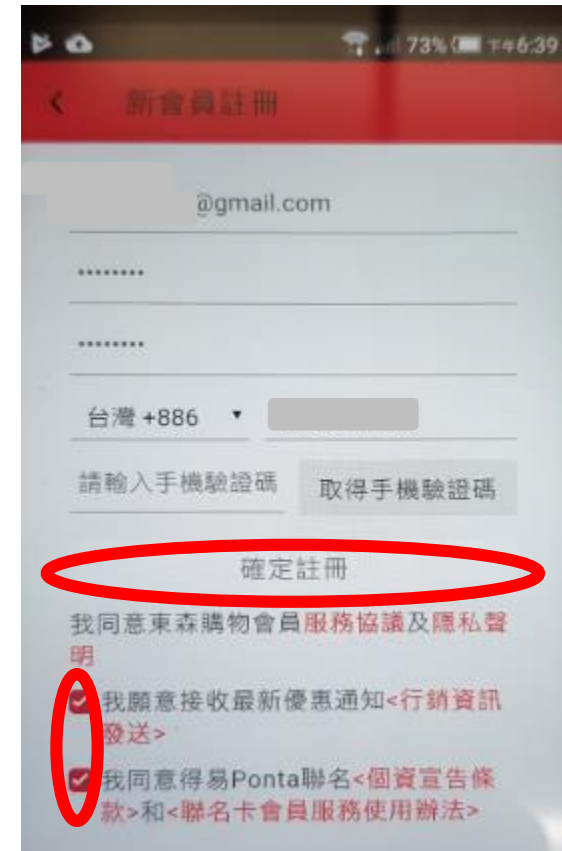 73% 下午6:39
新會員註冊
@gmail.com
••••••••
••••••••
台灣 +886
請輸入手機驗證碼 取得手機驗證碼
確定註冊
我同意東森購物會員服務協議及隱私聲
明
我願意接收最新優惠通知<行銷資訊
發送>
我同意得易Ponta聯名<個資宣告條
款>和<聯名卡會員服務使用辦法>